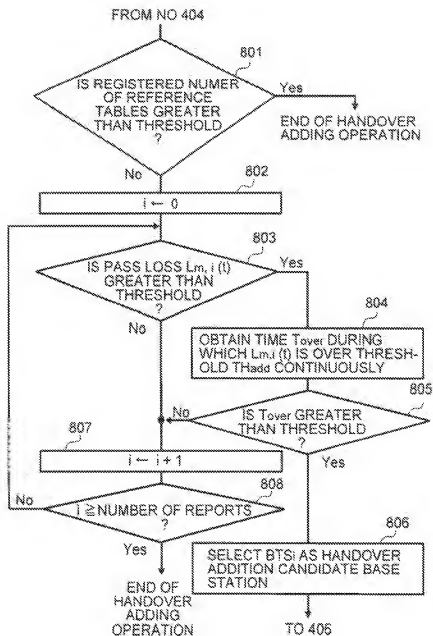 FROM NO 404
801
IS REGISTERED NUMER
OF REFERENCE
TABLES GREATER
THAN THRESHOLD
?
Yes
END OF HANDOVER
ADDING OPERATION
No
802
i ← 0
803
IS PASS LOSS Lm, i (t)
GREATER THAN
THRESHOLD
?
Yes
No
804
OBTAIN TIME Tover DURING
WHICH Lm,i (t) IS OVER THRESH-
OLD THadd CONTINUOUSLY
805
IS Tover GREATER
THAN THRESHOLD
?
No
Yes
807
i ← i + 1
808
i ≧ NUMBER OF REPORTS
?
No
Yes
END OF
HANDOVER
ADDING
OPERATION
806
SELECT BTSi AS HANDOVER
ADDITION CANDIDATE BASE
STATION
TO 406